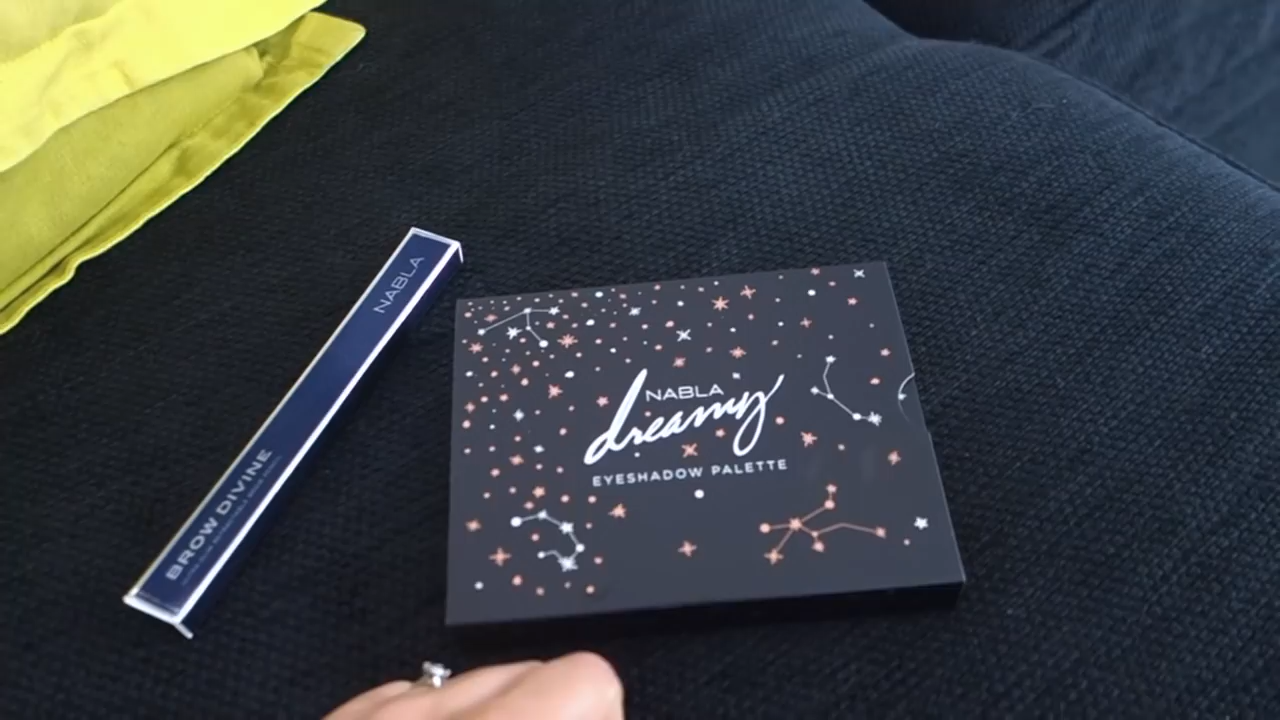 NABLA
BROW DIVINE
NABLA
dreamy
EYESHADOW PALETTE